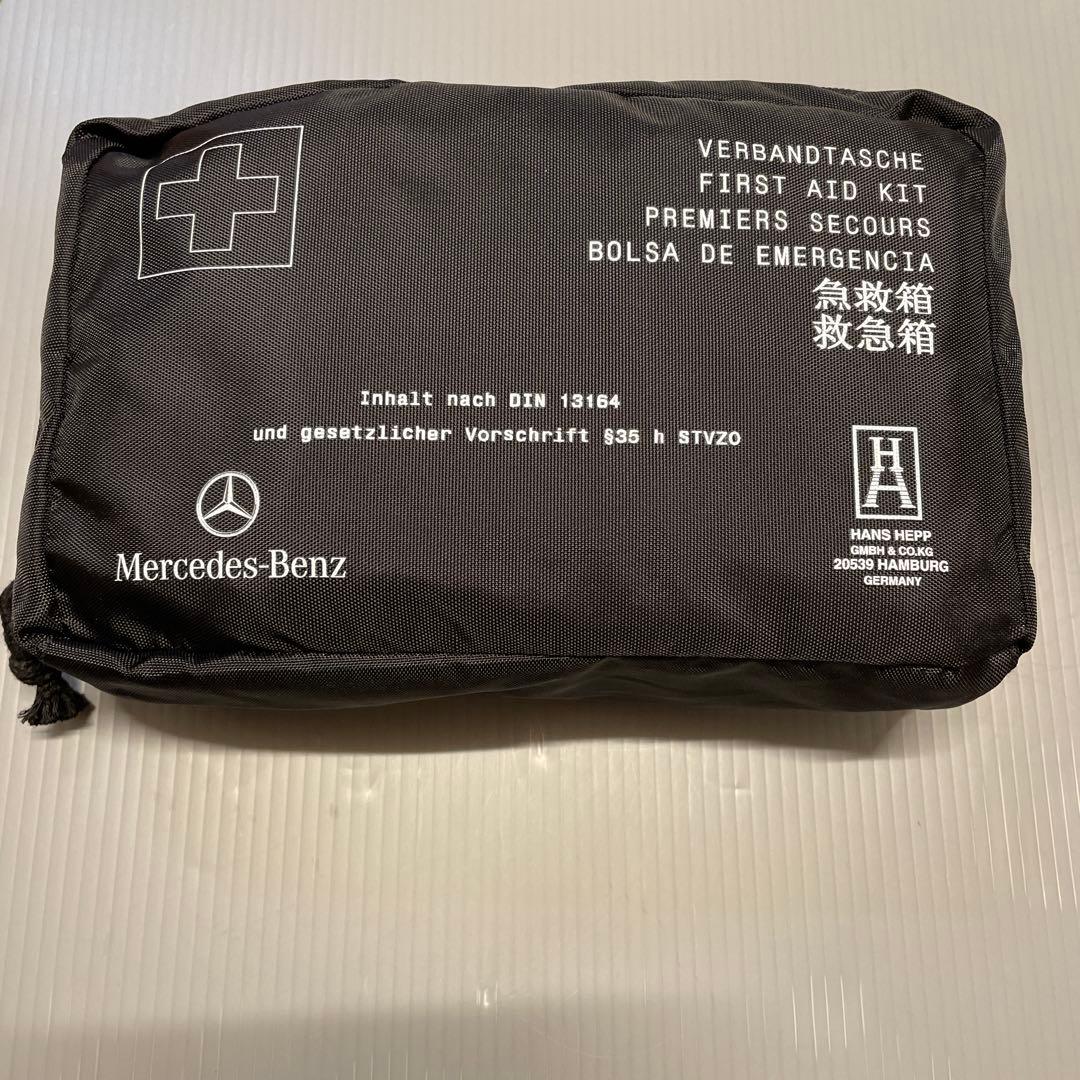 VERBANDTASCHE
FIRST AID KIT
PREMIERS SECOURS
BOLSA DE EMERGENCIA
急救箱
救急箱
Inhalt nach DIN 13164
und gesetzlicher Vorschrift §35 h STVZO
Mercedes-Benz
HA
HANS HEPP
GMBH & CO.KG
20539 HAMBURG
GERMANY